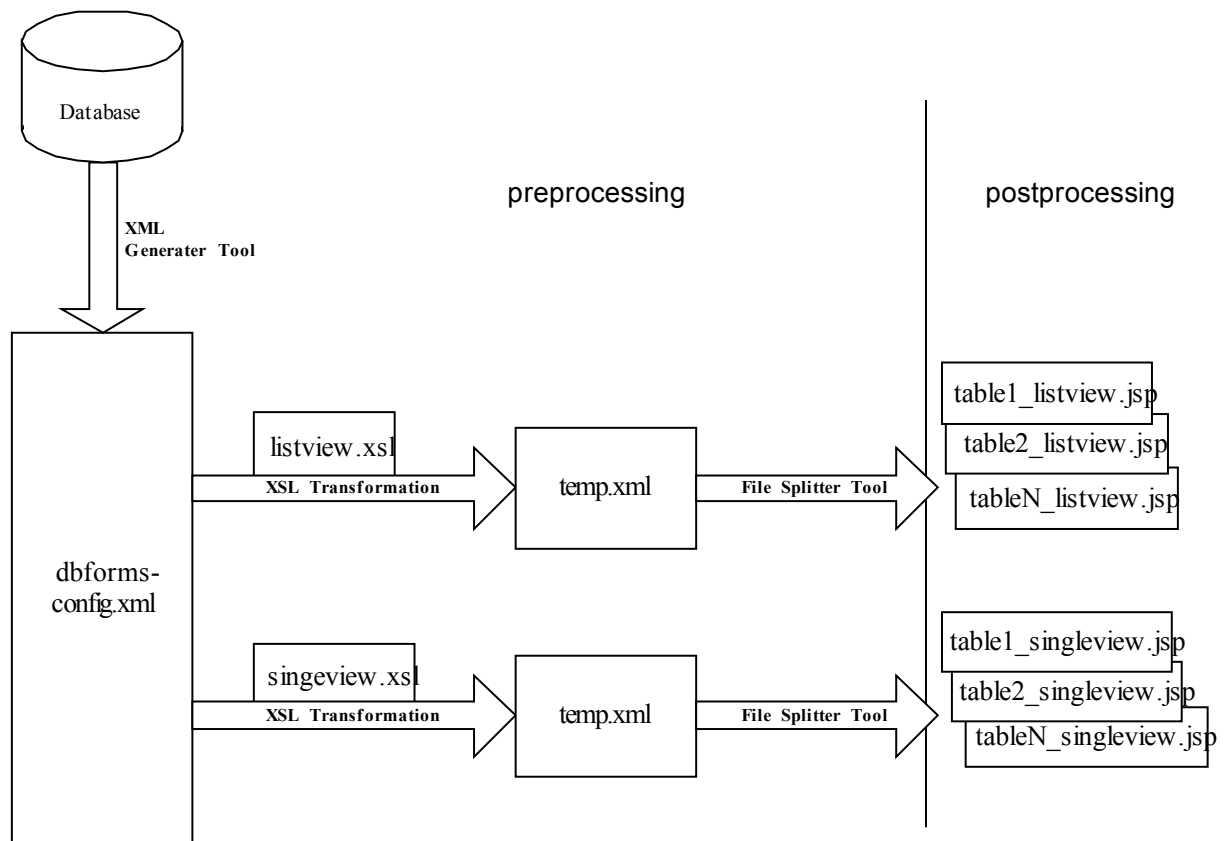 Database
preprocessing
postprocessing
XML
Generater Tool
table1_listview.jsp
table2_listview.jsp
tableN_listview.jsp
listview.xsl
XSL Transformation
temp.xml
File Splitter Tool
dbforms-
config.xml
table1_singleview.jsp
table2_singleview.jsp
tableN_singleview.jsp
singeview.xsl
XSL Transformation
temp.xml
File Splitter Tool